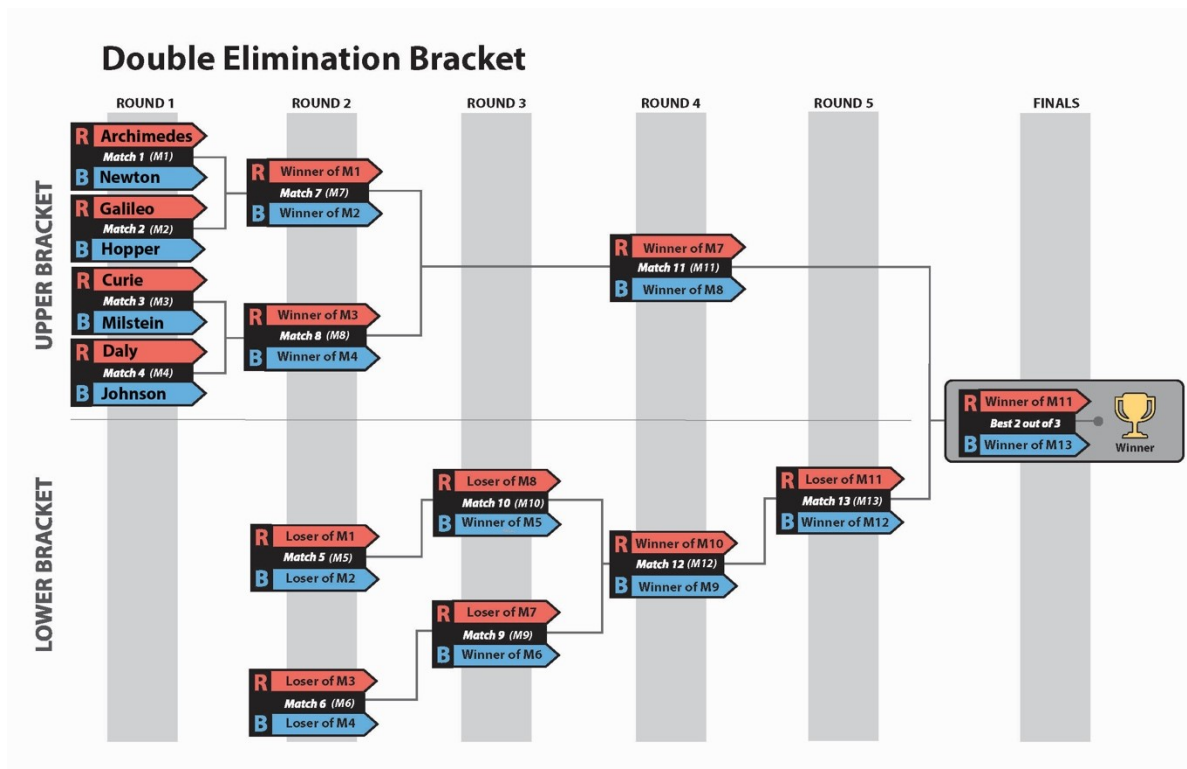 Double Elimination Bracket
ROUND 1
ROUND 2
ROUND 3
ROUND 4
ROUND 5
FINALS
UPPER BRACKET
R Archimedes
Match 1 (M1)
B Newton
R Galileo
Match 2 (M2)
B Hopper
R Curie
Match 3 (M3)
B Milstein
R Daly
Match 4 (M4)
B Johnson
R Winner of M1
Match 7 (M7)
B Winner of M2
R Winner of M3
Match 8 (M8)
B Winner of M4
R Winner of M7
Match 11 (M11)
B Winner of M8
R Winner of M11
Best 2 out of 3
B Winner of M13
Winner
LOWER BRACKET
R Loser of M1
Match 5 (M5)
B Loser of M2
R Loser of M3
Match 6 (M6)
B Loser of M4
R Loser of M8
Match 10 (M10)
B Winner of M5
R Loser of M7
Match 9 (M9)
B Winner of M6
R Winner of M10
Match 12 (M12)
B Winner of M9
R Loser of M11
Match 13 (M13)
B Winner of M12